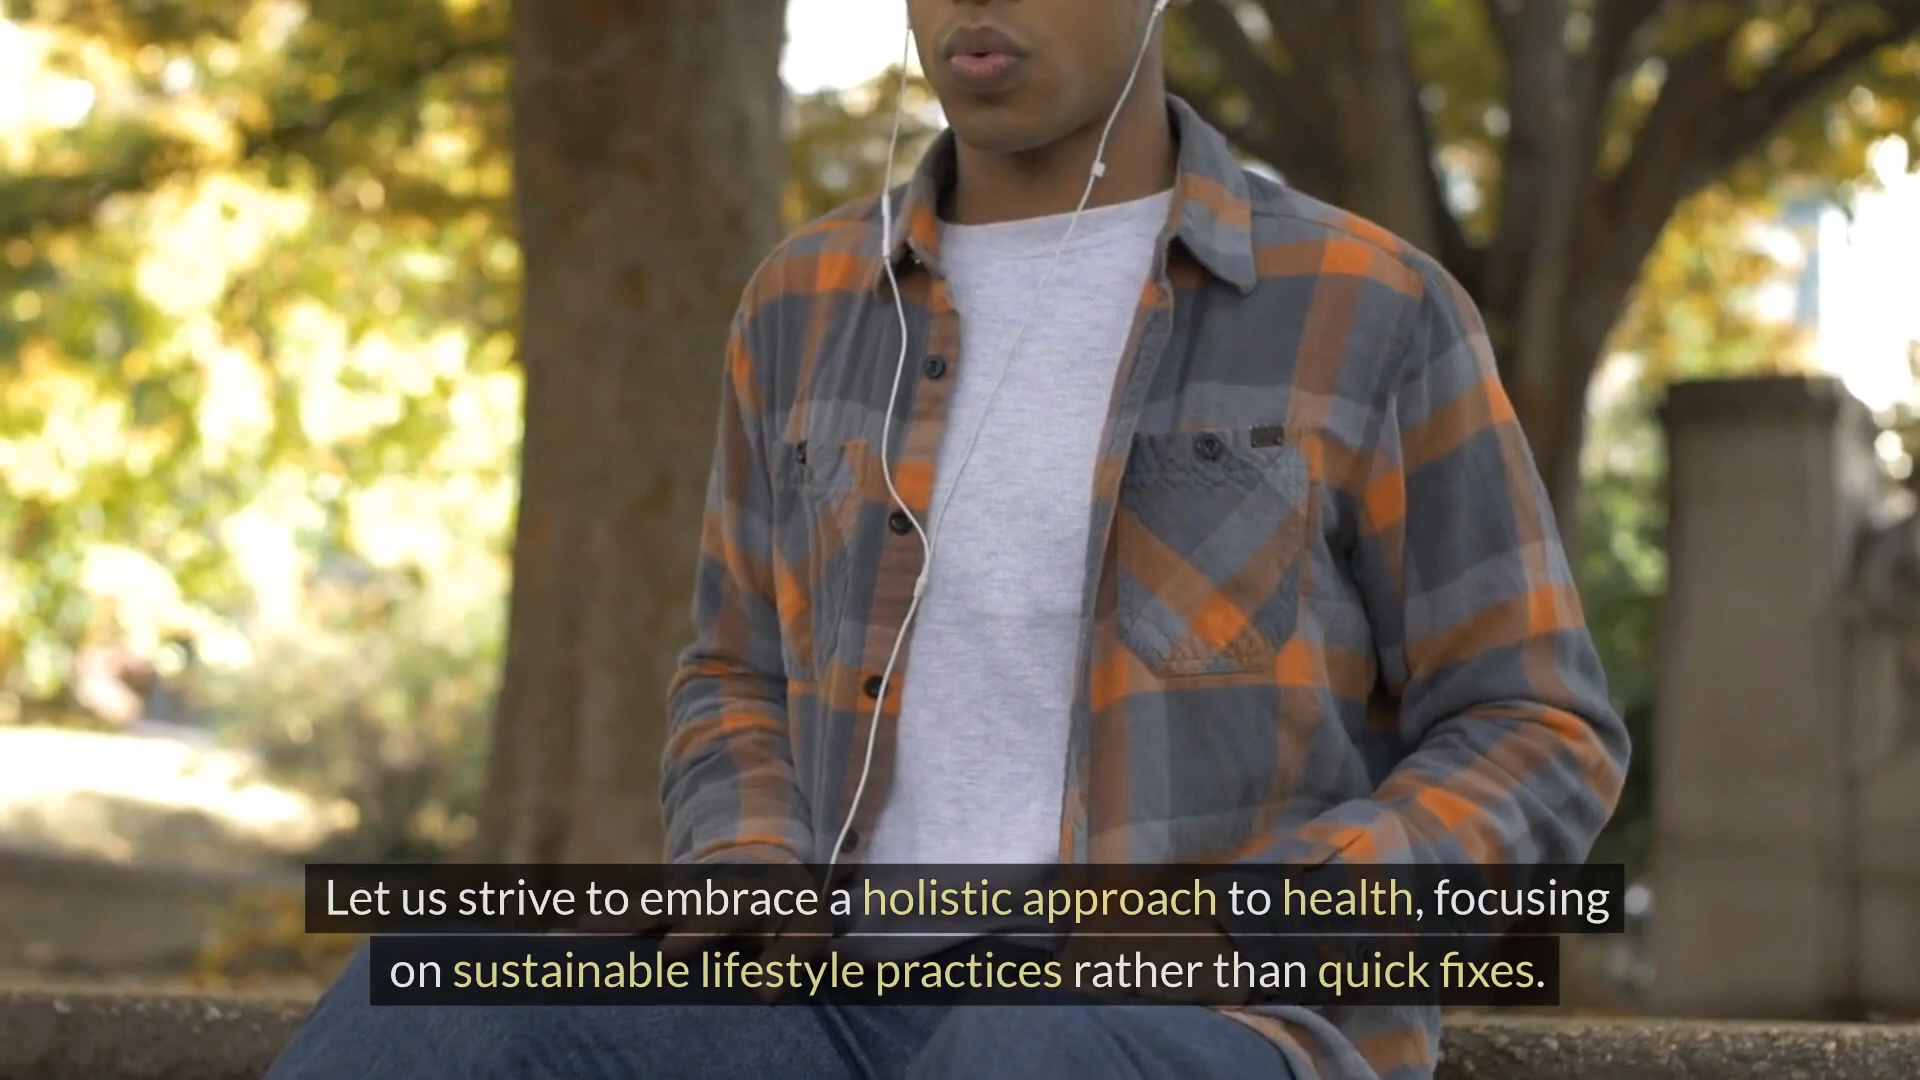 Let us strive to embrace a holistic approach to health, focusing
on sustainable lifestyle practices rather than quick fixes.